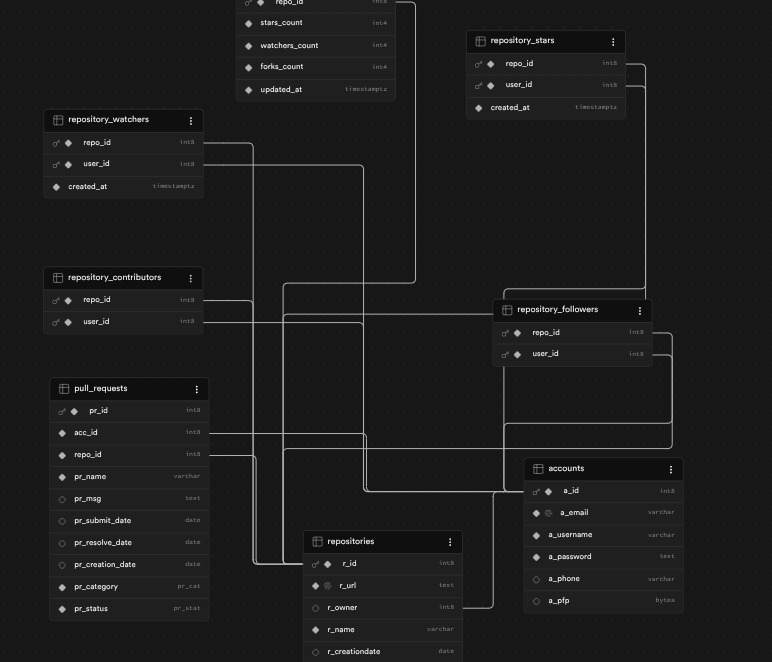 repo_id int8
stars_count int4
watchers_count int4
forks_count int4
updated_at timestamptz
repository_stars
repo_id int8
user_id int8
created_at timestamptz
repository_watchers
repo_id int8
user_id int8
created_at timestamptz
repository_contributors
repo_id int8
user_id int8
repository_followers
repo_id int8
user_id int8
pull_requests
pr_id int8
acc_id int8
repo_id int8
pr_name varchar
pr_msg text
pr_submit_date date
pr_resolve_date date
pr_creation_date date
pr_category pr_cat
pr_status pr_stat
accounts
a_id int8
a_email varchar
a_username varchar
a_password text
a_phone varchar
a_pfp bytea
repositories
r_id int8
r_url text
r_owner int8
r_name varchar
r_creationdate date